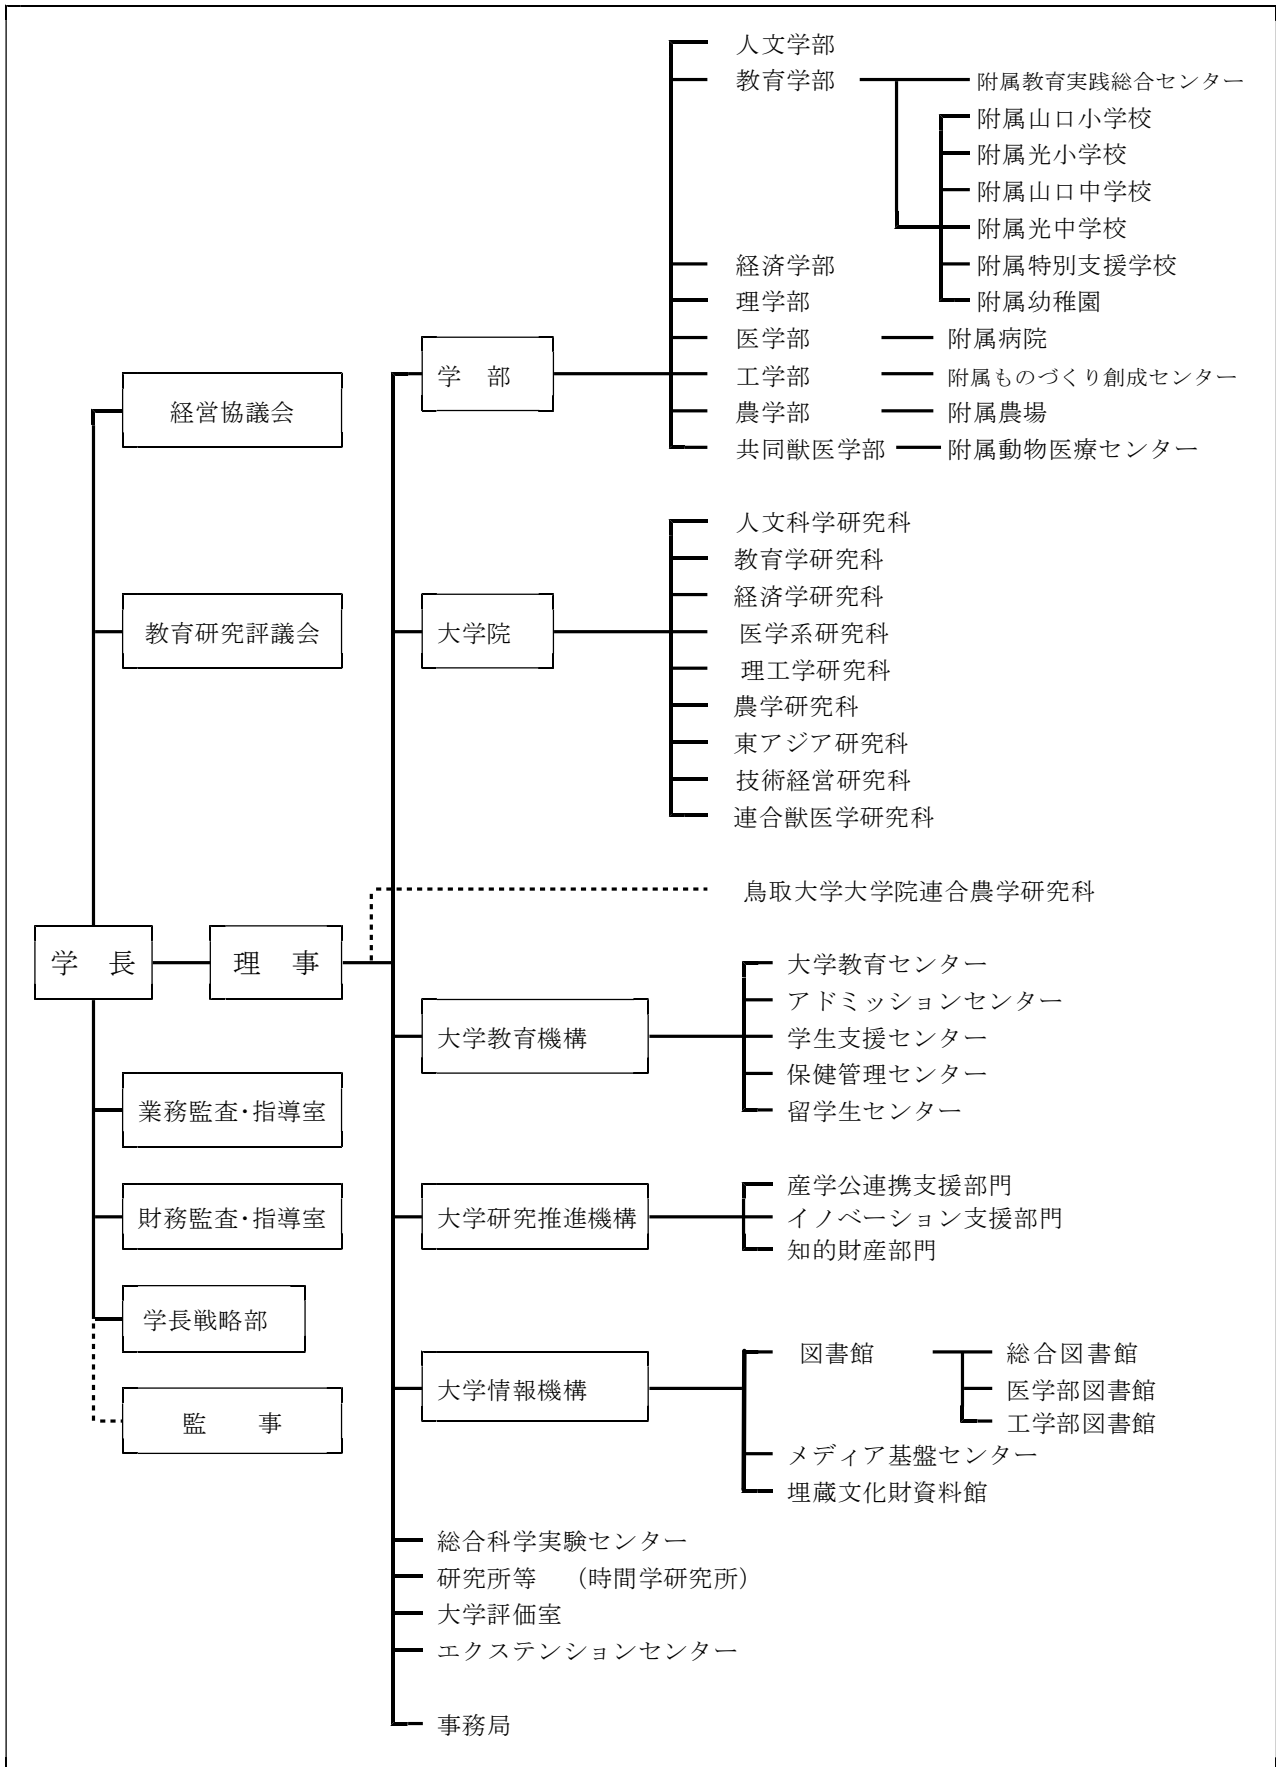 人文学部
教育学部
附属教育実践総合センター
附属山口小学校
附属光小学校
附属山口中学校
附属光中学校
附属特別支援学校
附属幼稚園
経済学部
理学部
医学部
附属病院
工学部
附属ものづくり創成センター
農学部
附属農場
共同獣医学部
附属動物医療センター
学　部
経営協議会
教育研究評議会
大学院
人文科学研究科
教育学研究科
経済学研究科
医学系研究科
理工学研究科
農学研究科
東アジア研究科
技術経営研究科
連合獣医学研究科
鳥取大学大学院連合農学研究科
学　長
理　事
大学教育機構
大学教育センター
アドミッションセンター
学生支援センター
保健管理センター
留学生センター
業務監査・指導室
財務監査・指導室
大学研究推進機構
産学公連携支援部門
イノベーション支援部門
知的財産部門
学長戦略部
監　事
大学情報機構
図書館
総合図書館
医学部図書館
工学部図書館
メディア基盤センター
埋蔵文化財資料館
総合科学実験センター
研究所等　（時間学研究所）
大学評価室
エクステンションセンター
事務局